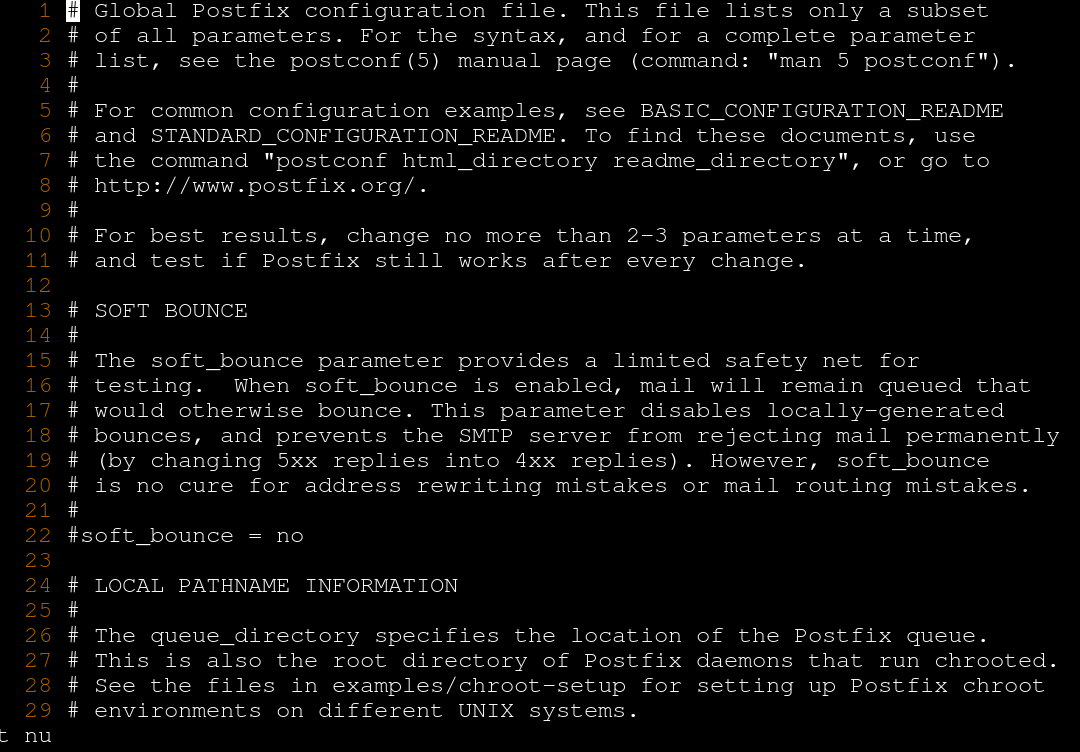 1 # Global Postfix configuration file. This file lists only a subset
2 # of all parameters. For the syntax, and for a complete parameter
3 # list, see the postconf(5) manual page (command: "man 5 postconf").
4 #
5 # For common configuration examples, see BASIC_CONFIGURATION_README
6 # and STANDARD_CONFIGURATION_README. To find these documents, use
7 # the command "postconf html_directory readme_directory", or go to
8 # http://www.postfix.org/.
9 #
10 # For best results, change no more than 2-3 parameters at a time,
11 # and test if Postfix still works after every change.
12
13 # SOFT BOUNCE
14 #
15 # The soft_bounce parameter provides a limited safety net for
16 # testing.  When soft_bounce is enabled, mail will remain queued that
17 # would otherwise bounce. This parameter disables locally-generated
18 # bounces, and prevents the SMTP server from rejecting mail permanently
19 # (by changing 5xx replies into 4xx replies). However, soft_bounce
20 # is no cure for address rewriting mistakes or mail routing mistakes.
21 #
22 #soft_bounce = no
23
24 # LOCAL PATHNAME INFORMATION
25 #
26 # The queue_directory specifies the location of the Postfix queue.
27 # This is also the root directory of Postfix daemons that run chrooted.
28 # See the files in examples/chroot-setup for setting up Postfix chroot
29 # environments on different UNIX systems.
t nu